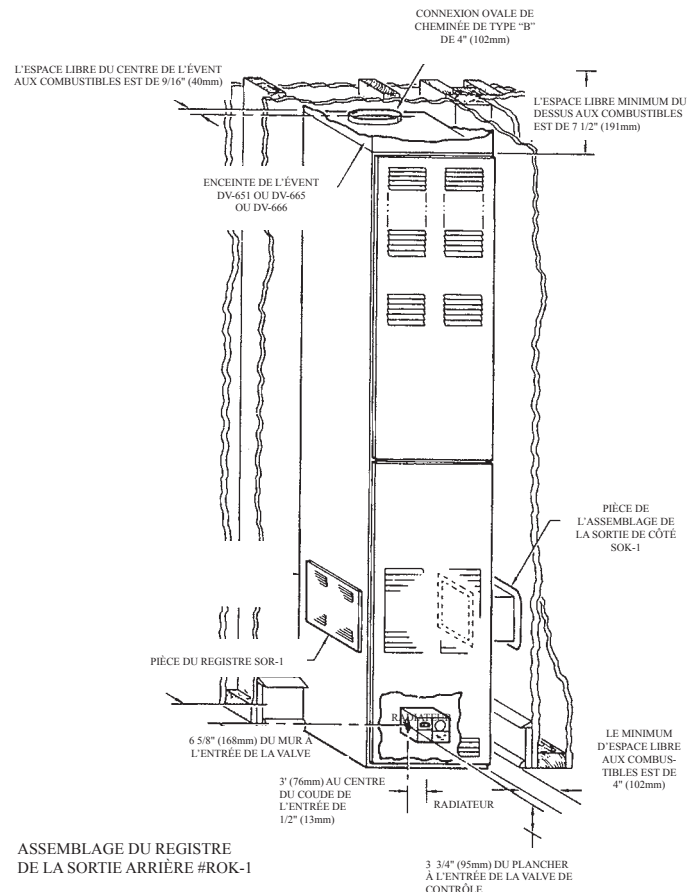 CONNEXION OVALE DE
CHEMINÉE DE TYPE “B”
DE 4" (102mm)
L'ESPACE LIBRE DU CENTRE DE L'ÉVENT
AUX COMBUSTIBLES EST DE 9/16" (40mm)
L'ESPACE LIBRE MINIMUM DU
DESSUS AUX COMBUSTIBLES
EST DE 7 1/2" (191mm)
ENCEINTE DE L'ÉVENT
DV-651 OU DV-665
OU DV-666
PIÈCE DE
L'ASSEMBLAGE DE
LA SORTIE DE CÔTÉ
SOK-1
PIÈCE DU REGISTRE SOR-1
RADIATEUR
6 5/8" (168mm) DU MUR À
L'ENTRÉE DE LA VALVE
LE MINIMUM
D'ESPACE LIBRE
AUX COMBUS-
TIBLES EST DE
4" (102mm)
3' (76mm) AU CENTRE
DU COUDE DE
L'ENTRÉE DE
1/2" (13mm)
RADIATEUR
ASSEMBLAGE DU REGISTRE
DE LA SORTIE ARRIÈRE #ROK-1
3 3/4" (95mm) DU PLANCHER
À L'ENTRÉE DE LA VALVE DE
CONTRÔLE